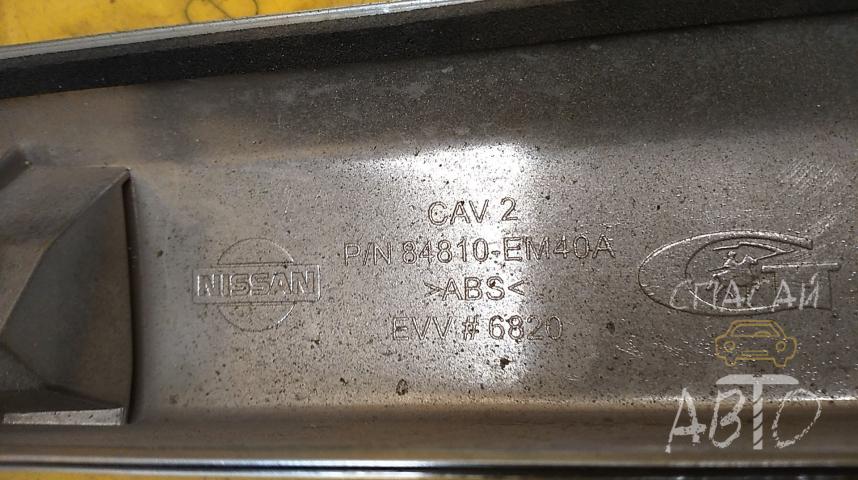 CAV 2
P/N 84810-EM40A
NISSAN
>ABS<
EVV # 6820
СПАСАЙ
АВТО